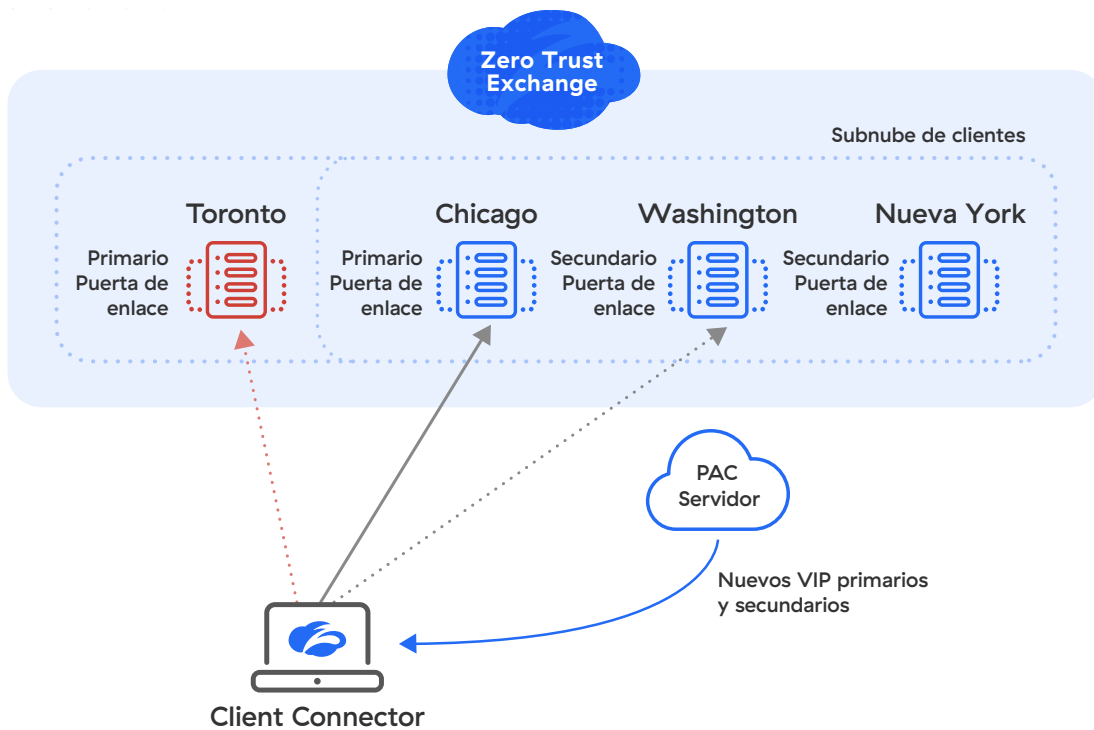 Zero Trust
Exchange
Subnube de clientes
Toronto
Primario
Puerta de
enlace
Chicago
Primario
Puerta de
enlace
Washington
Secundario
Puerta de
enlace
Nueva York
Secundario
Puerta de
enlace
PAC
Servidor
Nuevos VIP primarios
y secundarios
Client Connector